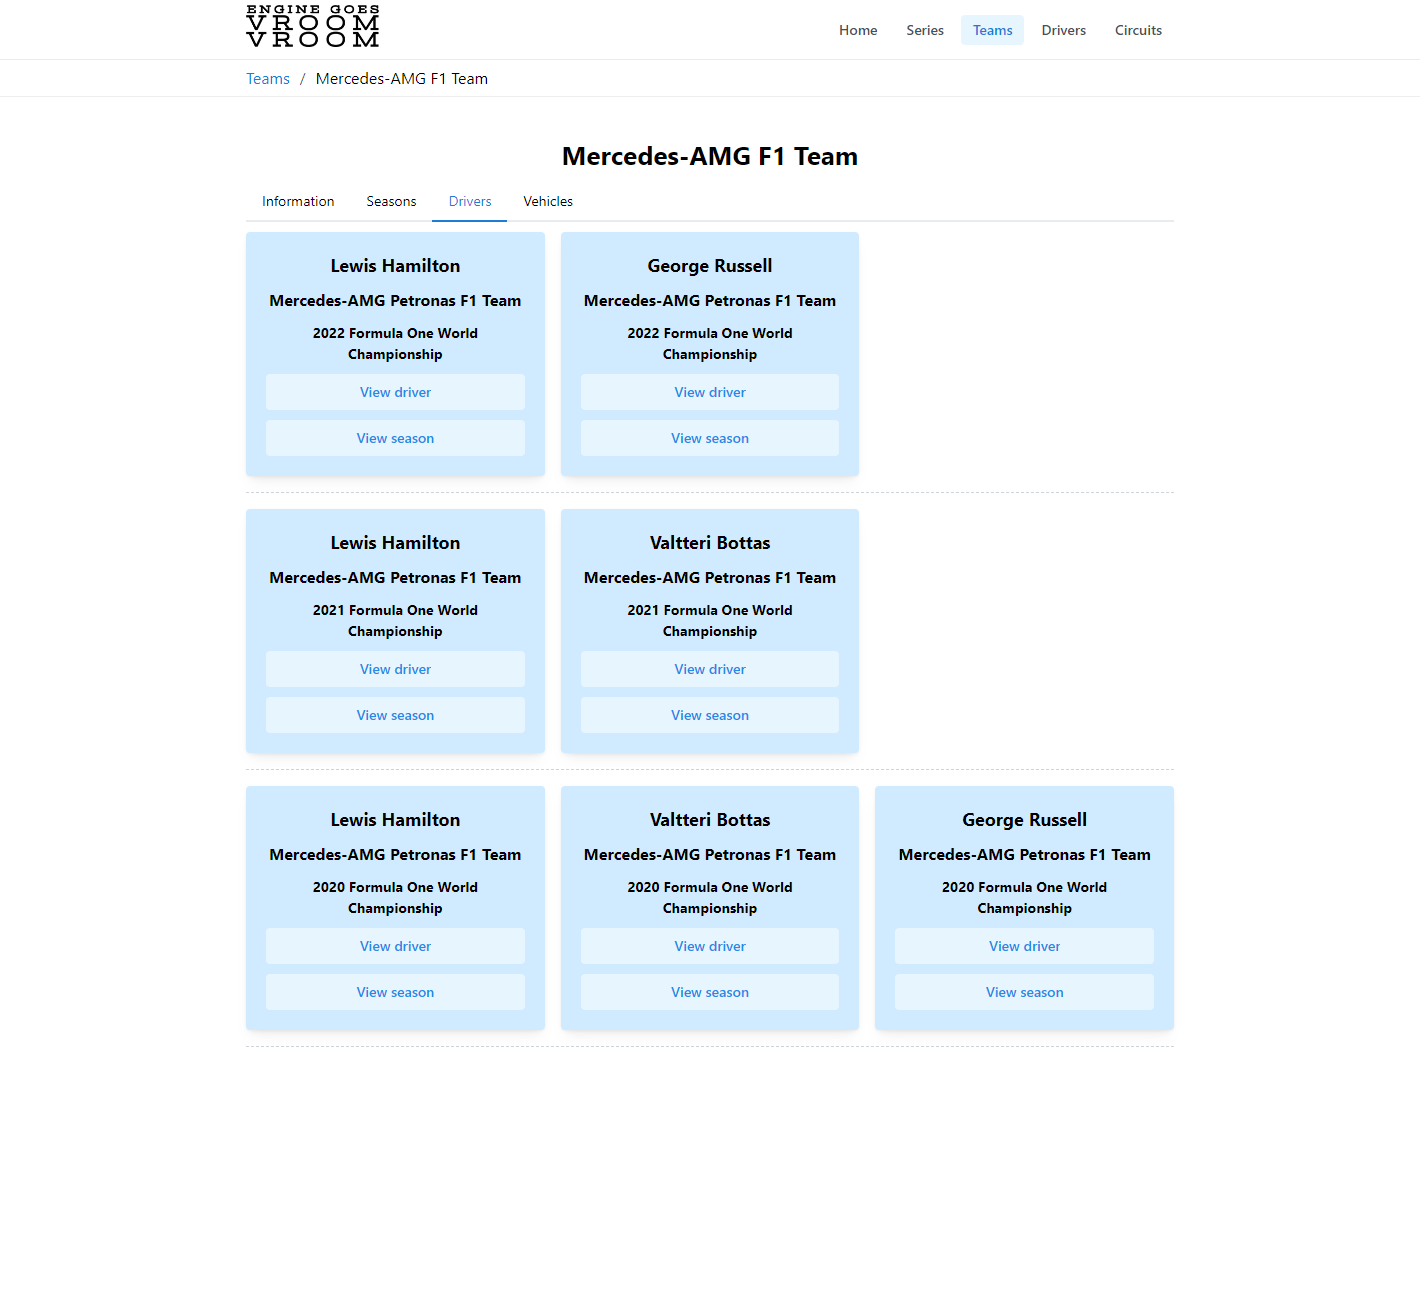 ENGINE GOES
VROOM
VROOM
Home Series Teams Drivers Circuits
Teams / Mercedes-AMG F1 Team
Mercedes-AMG F1 Team
Information Seasons Drivers Vehicles
Lewis Hamilton
Mercedes-AMG Petronas F1 Team
2022 Formula One World
Championship
View driver
View season
George Russell
Mercedes-AMG Petronas F1 Team
2022 Formula One World
Championship
View driver
View season
Lewis Hamilton
Mercedes-AMG Petronas F1 Team
2021 Formula One World
Championship
View driver
View season
Valtteri Bottas
Mercedes-AMG Petronas F1 Team
2021 Formula One World
Championship
View driver
View season
Lewis Hamilton
Mercedes-AMG Petronas F1 Team
2020 Formula One World
Championship
View driver
View season
Valtteri Bottas
Mercedes-AMG Petronas F1 Team
2020 Formula One World
Championship
View driver
View season
George Russell
Mercedes-AMG Petronas F1 Team
2020 Formula One World
Championship
View driver
View season